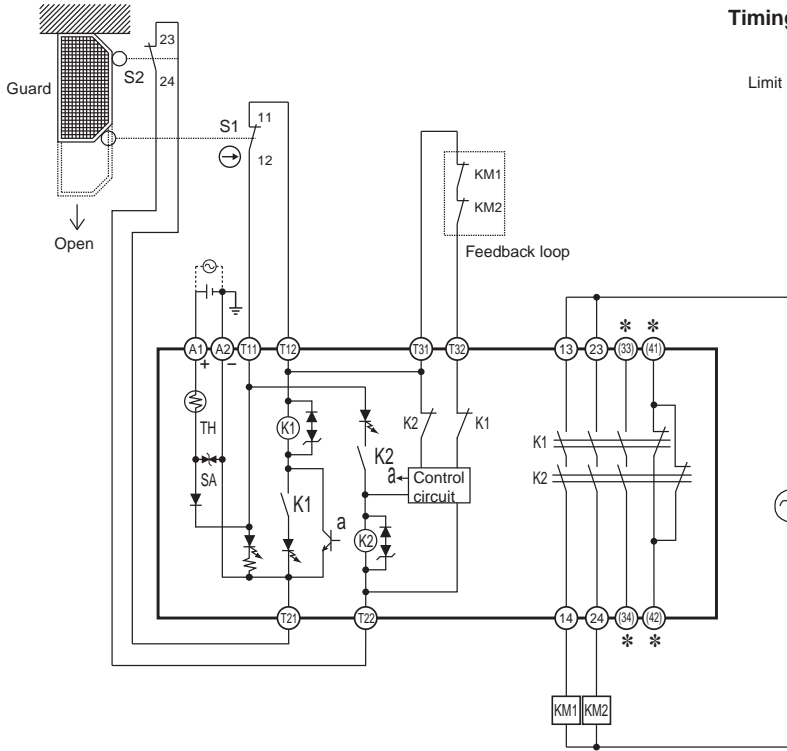 Timing
Limit
Guard
S2
23
24
S1
11
12
Open
KM1
KM2
Feedback loop
A1
A2
T11
T12
T31
T32
13
23
(33)
(41)
+
−
✻
✻
TH
SA
K1
K1
a
K2
K2
K2
K1
a
Control
circuit
K1
K2
T21
T22
14
24
(34)
(42)
✻
✻
KM1
KM2